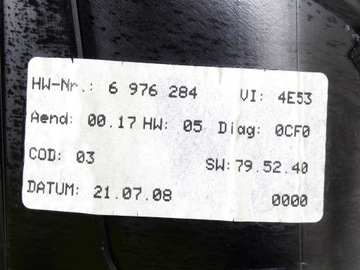 HW-Nr.: 6 976 284 VI: 4E53
Aend: 00.17 HW: 05 Diag: 0CF0
COD: 03 SW: 79.52.40
DATUM: 21.07.08 0000